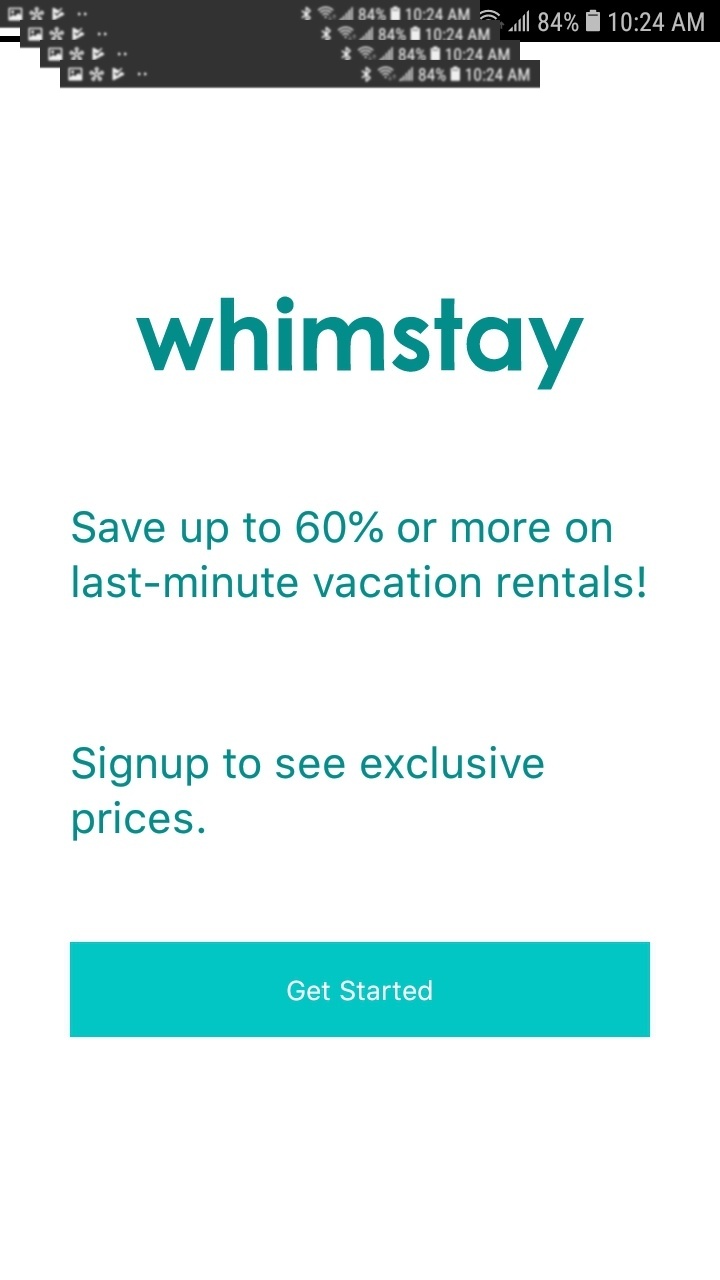 84% 10:24 AM
84% 10:24 AM
84% 10:24 AM
84% 10:24 AM
84% 10:24 AM
whimstay
Save up to 60% or more on
last-minute vacation rentals!
Signup to see exclusive
prices.
Get Started